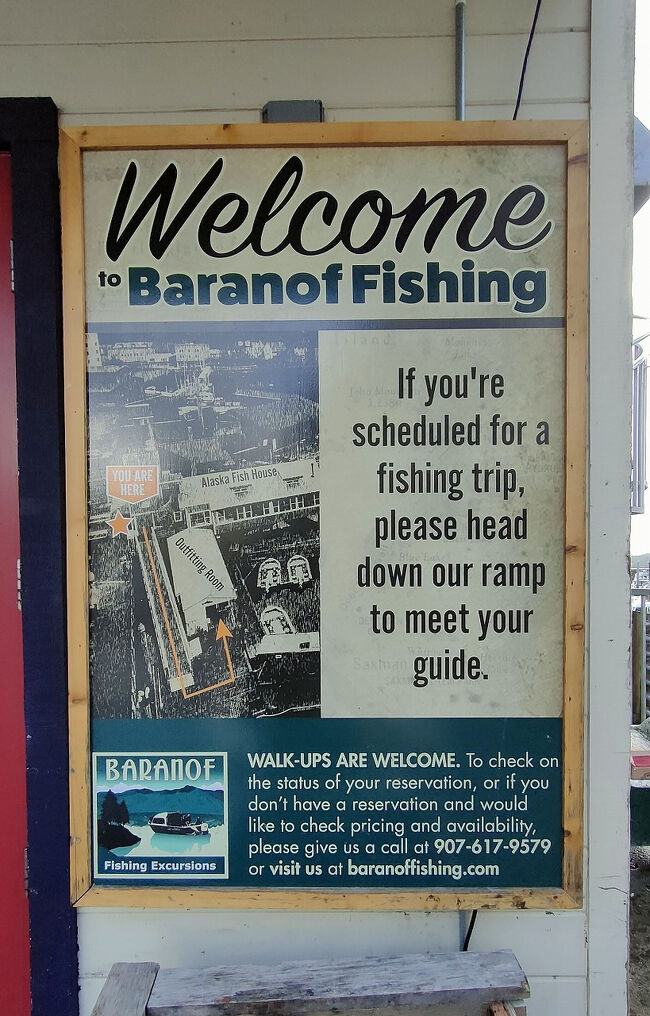 Welcome
to Baranof Fishing
If you're
scheduled for a
fishing trip,
please head
down our ramp
to meet your
guide.
YOU ARE
HERE
Alaska Fish House
Outfitting Room
BARANOF
Fishing Excursions
WALK-UPS ARE WELCOME. To check on
the status of your reservation, or if you
don't have a reservation and would
like to check pricing and availability,
please give us a call at 907-617-9579
or visit us at baranoffishing.com